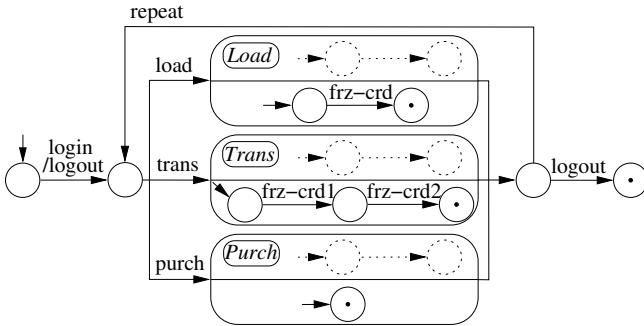 repeat
Load
load
frz-crd
login
/logout
trans
Trans
frz-crd1
frz-crd2
logout
Purch
purch